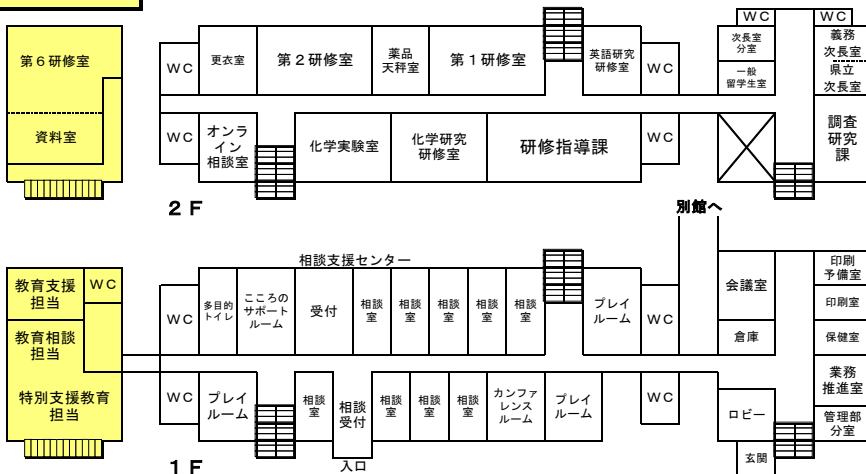 第６研修室
資料室
ＷＣ
更衣室
第２研修室
薬品
天秤室
第１研修室
英語研究
研修室
ＷＣ
ＷＣ
オンラ
イン
相談室
化学実験室
化学研究
研修室
研修指導課
ＷＣ
ＷＣ
ＷＣ
次長室
分室
一般
留学生室
義務
次長室
県立
次長室
調査
研究
課
２Ｆ
別館へ
相談支援センター
教育支援
担当
ＷＣ
教育相談
担当
特別支援教育
担当
ＷＣ
多目的
トイレ
こころの
サポート
ルーム
受付
相談
室
相談
室
相談
室
相談
室
相談
室
プレイ
ルーム
ＷＣ
ＷＣ
プレイ
ルーム
相談
室
相談
受付
相談
室
相談
室
相談
室
カンファ
レンス
ルーム
プレイ
ルーム
ＷＣ
会議室
倉庫
ロビー
玄関
印刷
予備室
印刷室
保健室
業務
推進室
管理部
分室
１Ｆ
入口